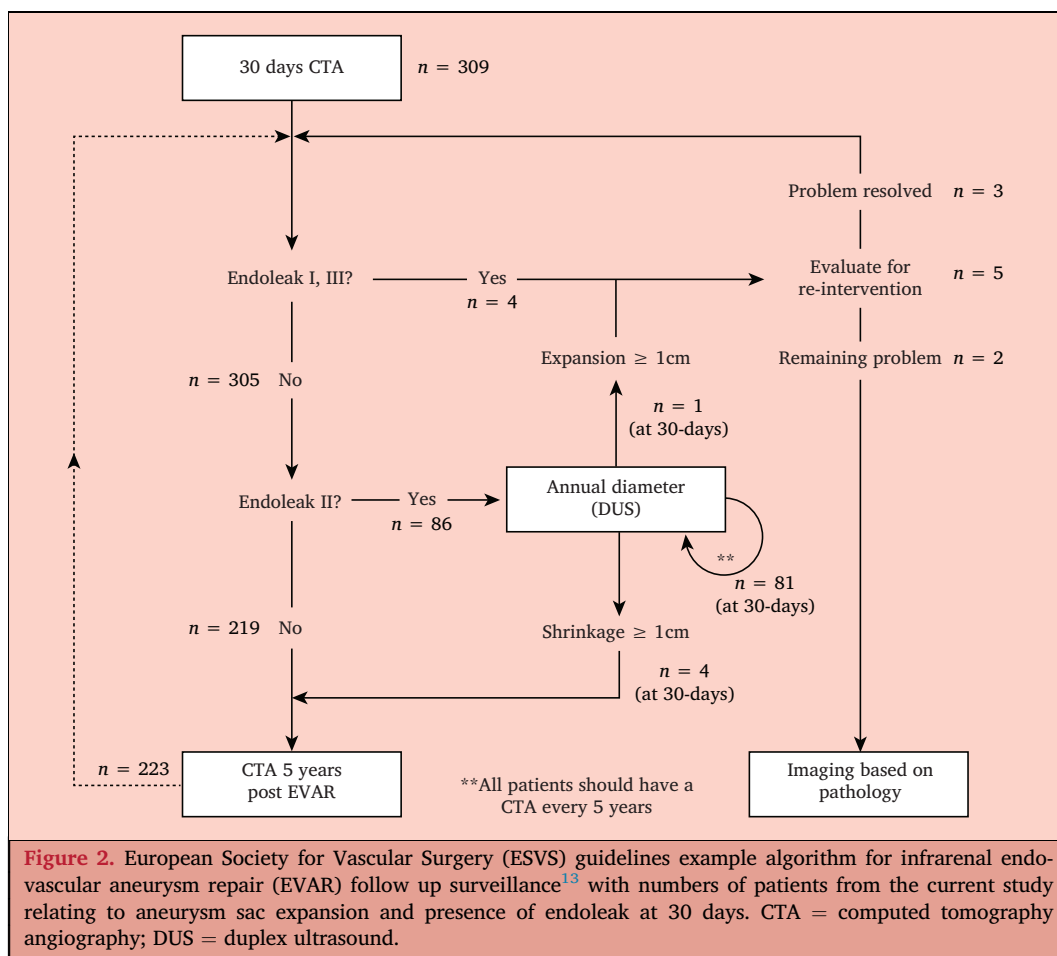 30 days CTA
n = 309
Problem resolved n = 3
Endoleak I, III?
Yes
n = 4
Evaluate for
re-intervention
n = 5
Expansion ≥ 1cm
Remaining problem n = 2
n = 305 No
n = 1
(at 30-days)
Endoleak II?
Yes
n = 86
Annual diameter
(DUS)
**
n = 81
(at 30-days)
n = 219 No
Shrinkage ≥ 1cm
n = 4
(at 30-days)
n = 223
CTA 5 years
post EVAR
**All patients should have a
CTA every 5 years
Imaging based on
pathology
Figure 2. European Society for Vascular Surgery (ESVS) guidelines example algorithm for infrarenal endo-
vascular aneurysm repair (EVAR) follow up surveillance13 with numbers of patients from the current study
relating to aneurysm sac expansion and presence of endoleak at 30 days. CTA = computed tomography
angiography; DUS = duplex ultrasound.